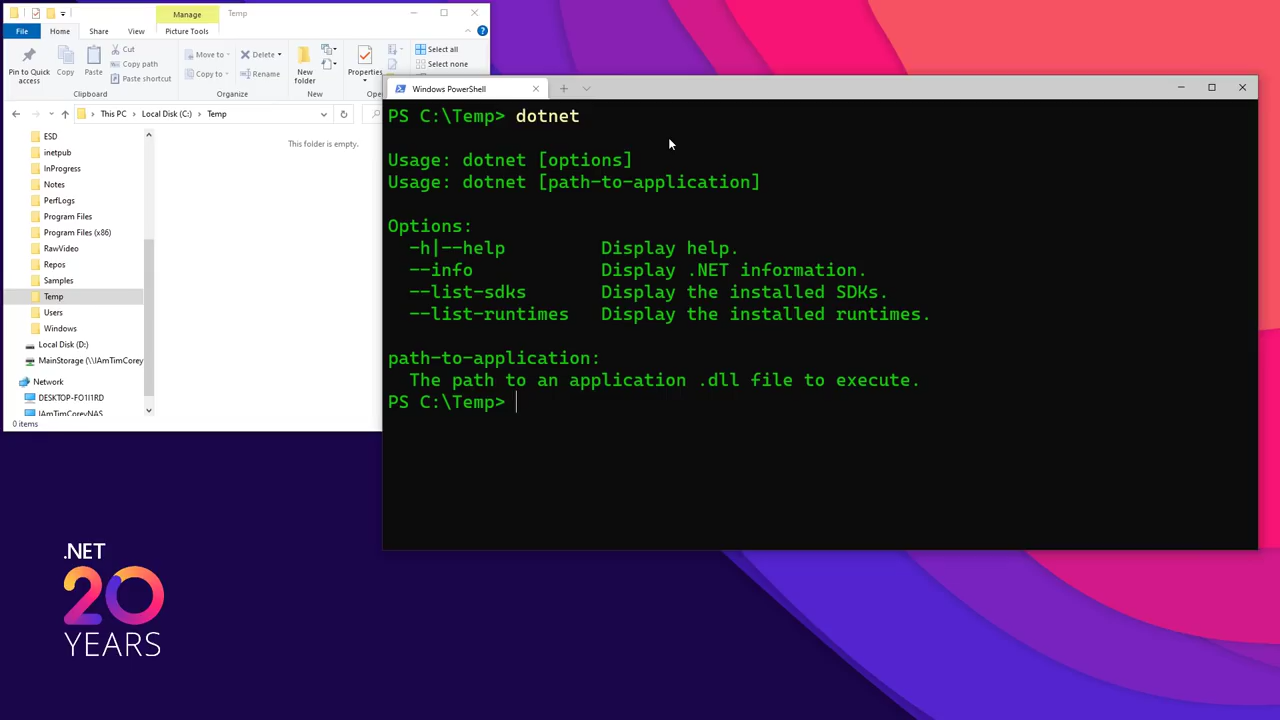 Manage
Temp
File
Home
Share
View
Picture Tools
Pin to Quick
access
Copy
Paste
Cut
Copy path
Paste shortcut
Clipboard
Move to
Copy to
Delete
Rename
Organize
New
folder
Properties
Ope
Select all
Select none
This PC
Local Disk (C:)
Temp
ESD
inetpub
InProgress
Notes
PerfLogs
Program Files
Program Files (x86)
RawVideo
Repos
Samples
Temp
Users
Windows
Local Disk (D:)
MainStorage (\\IAmTimCorey
Network
DESKTOP-FO1I1RD
IAmTimCoreyNAS
This folder is empty.
0 items
Windows PowerShell
PS C:\Temp> dotnet
Usage: dotnet [options]
Usage: dotnet [path-to-application]
Options:
-h|--help Display help.
--info Display .NET information.
--list-sdks Display the installed SDKs.
--list-runtimes Display the installed runtimes.
path-to-application:
The path to an application .dll file to execute.
PS C:\Temp>
.NET
20
YEARS